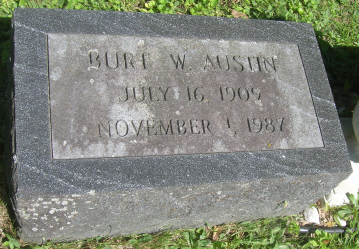 BURT W. AUSTIN
JULY 16 1909
NOVEMBER 1, 1987